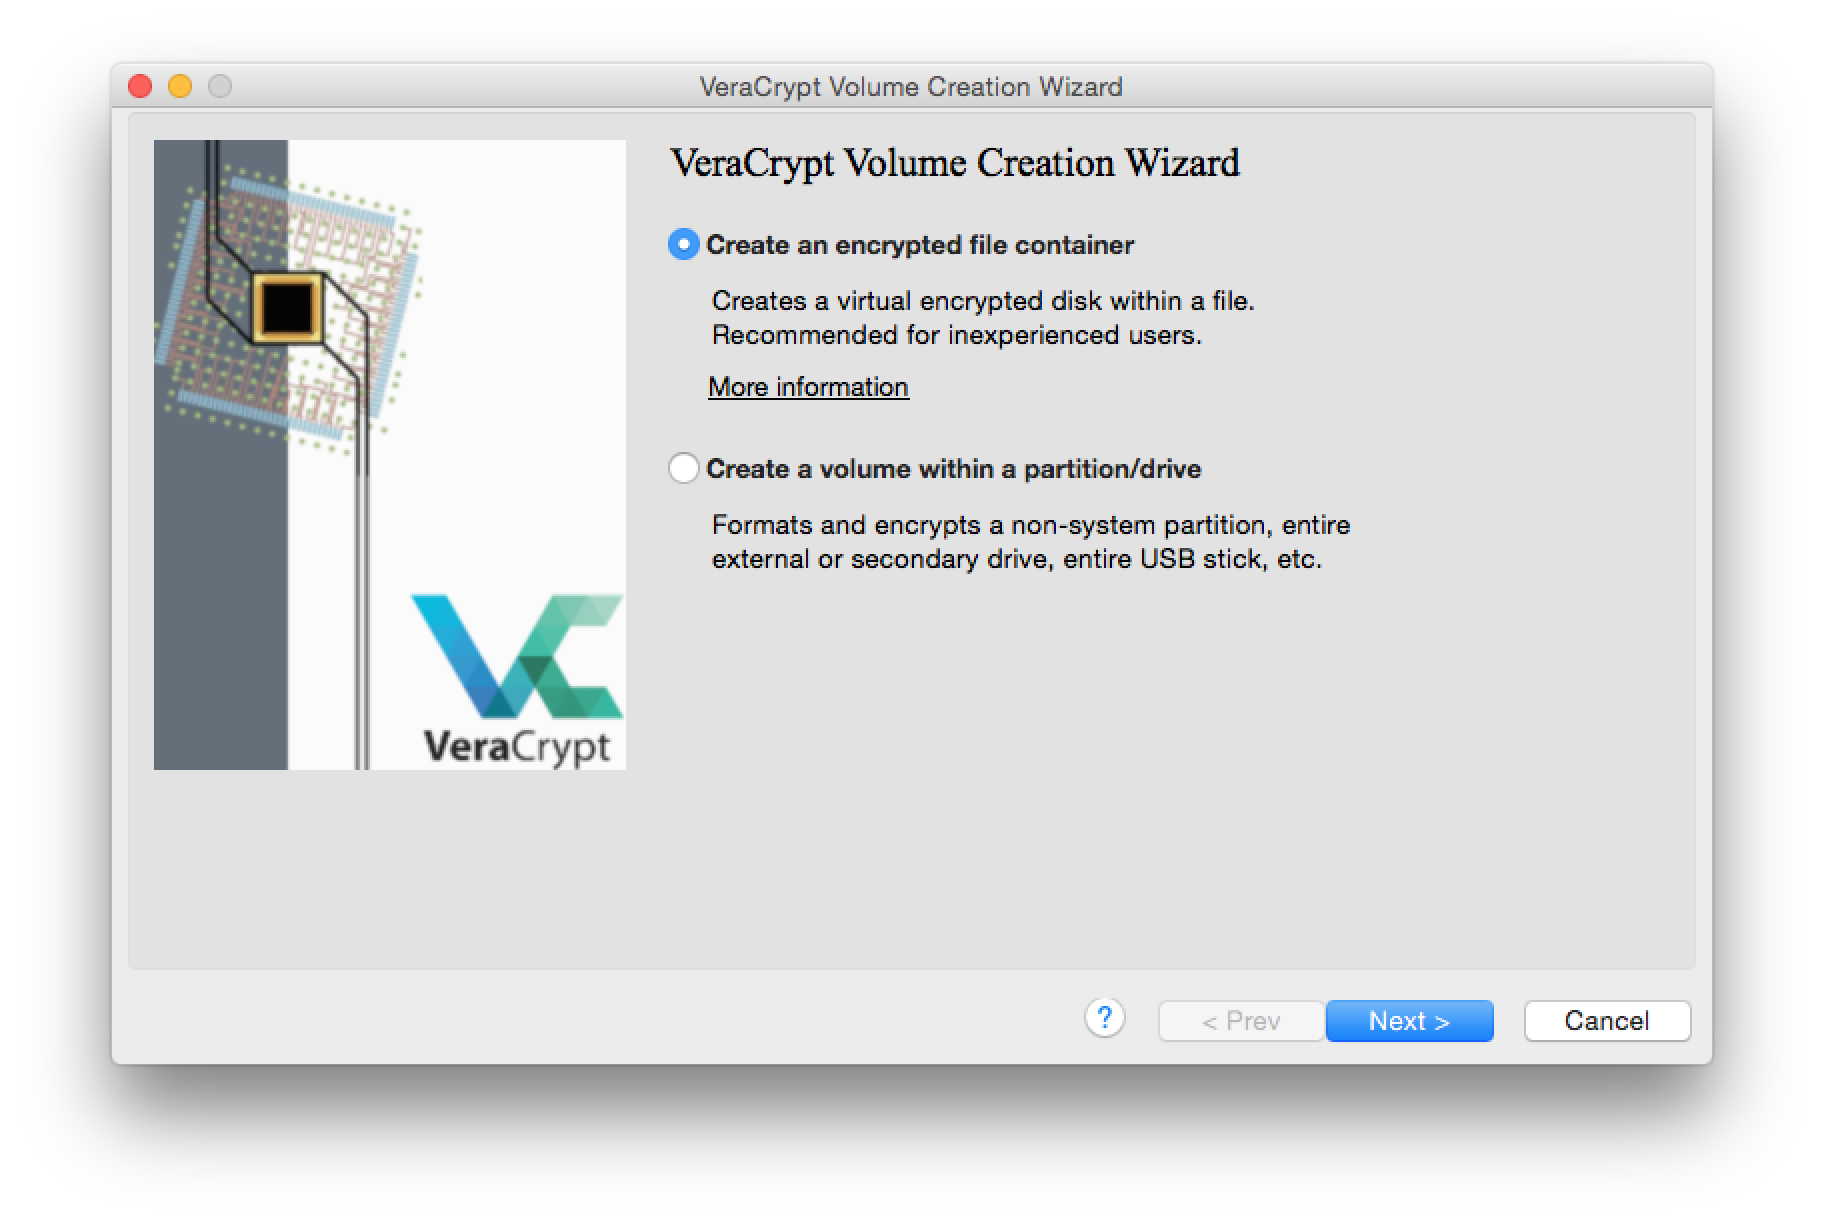 VeraCrypt Volume Creation Wizard
VeraCrypt Volume Creation Wizard
Create an encrypted file container
Creates a virtual encrypted disk within a file.
Recommended for inexperienced users.
More information
Create a volume within a partition/drive
Formats and encrypts a non-system partition, entire
external or secondary drive, entire USB stick, etc.
VC
VeraCrypt
?
< Prev
Next >
Cancel